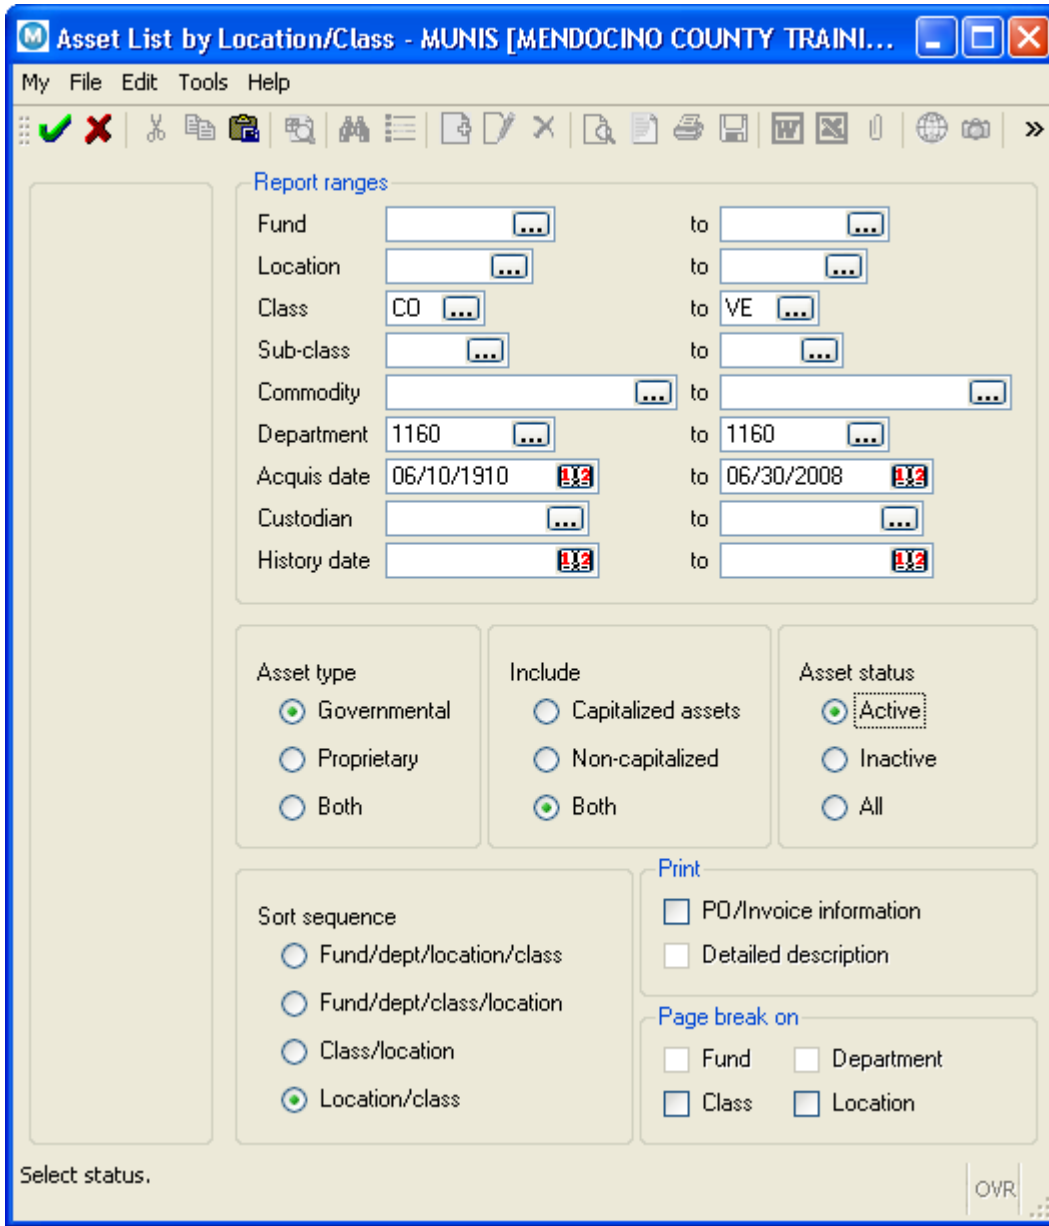 Asset List by Location/Class - MUNIS [MENDOCINO COUNTY TRAINI...
My File Edit Tools Help
Report ranges
Fund ... to ...
Location ... to ...
Class CO ... to VE ...
Sub-class ... to ...
Commodity ... to ...
Department 1160 ... to 1160 ...
Acquis date 06/10/1910 to 06/30/2008
Custodian ... to ...
History date to
Asset type Include Asset status
Governmental Capitalized assets Active
Proprietary Non-capitalized Inactive
Both Both All
Print
Sort sequence PO/Invoice information
Fund/dept/location/class Detailed description
Fund/dept/class/location Page break on
Class/location Fund Department
Location/class Class Location
Select status. OVR